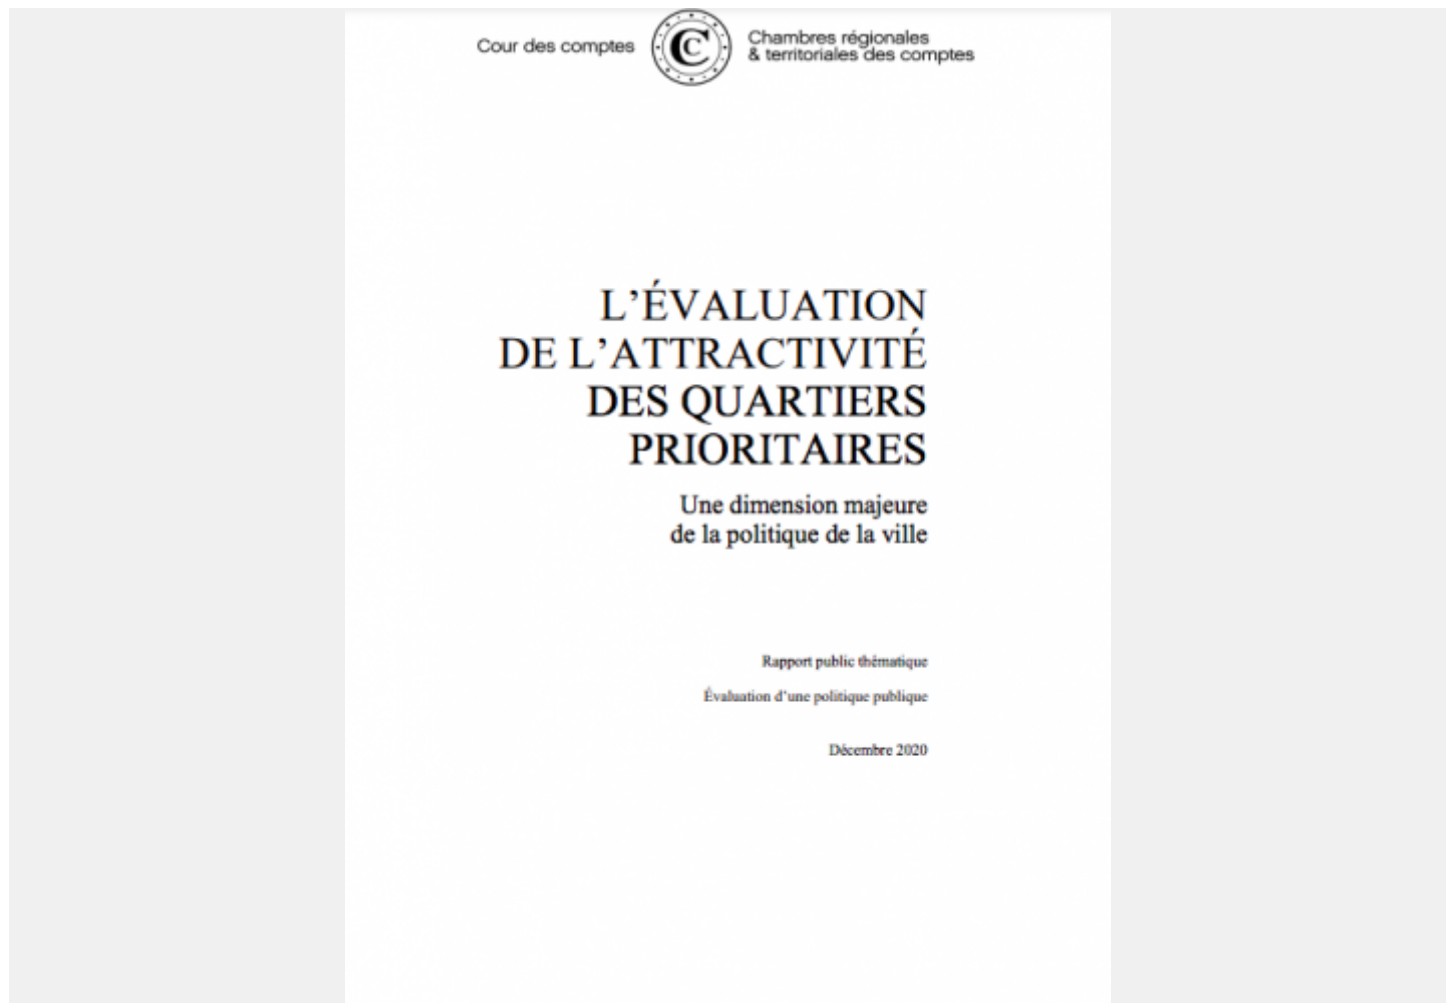 Cour des comptes
CC
Chambres régionales
& territoriales des comptes
L’ÉVALUATION
DE L’ATTRACTIVITÉ
DES QUARTIERS
PRIORITAIRES
Une dimension majeure
de la politique de la ville
Rapport public thématique
Évaluation d’une politique publique
Décembre 2020